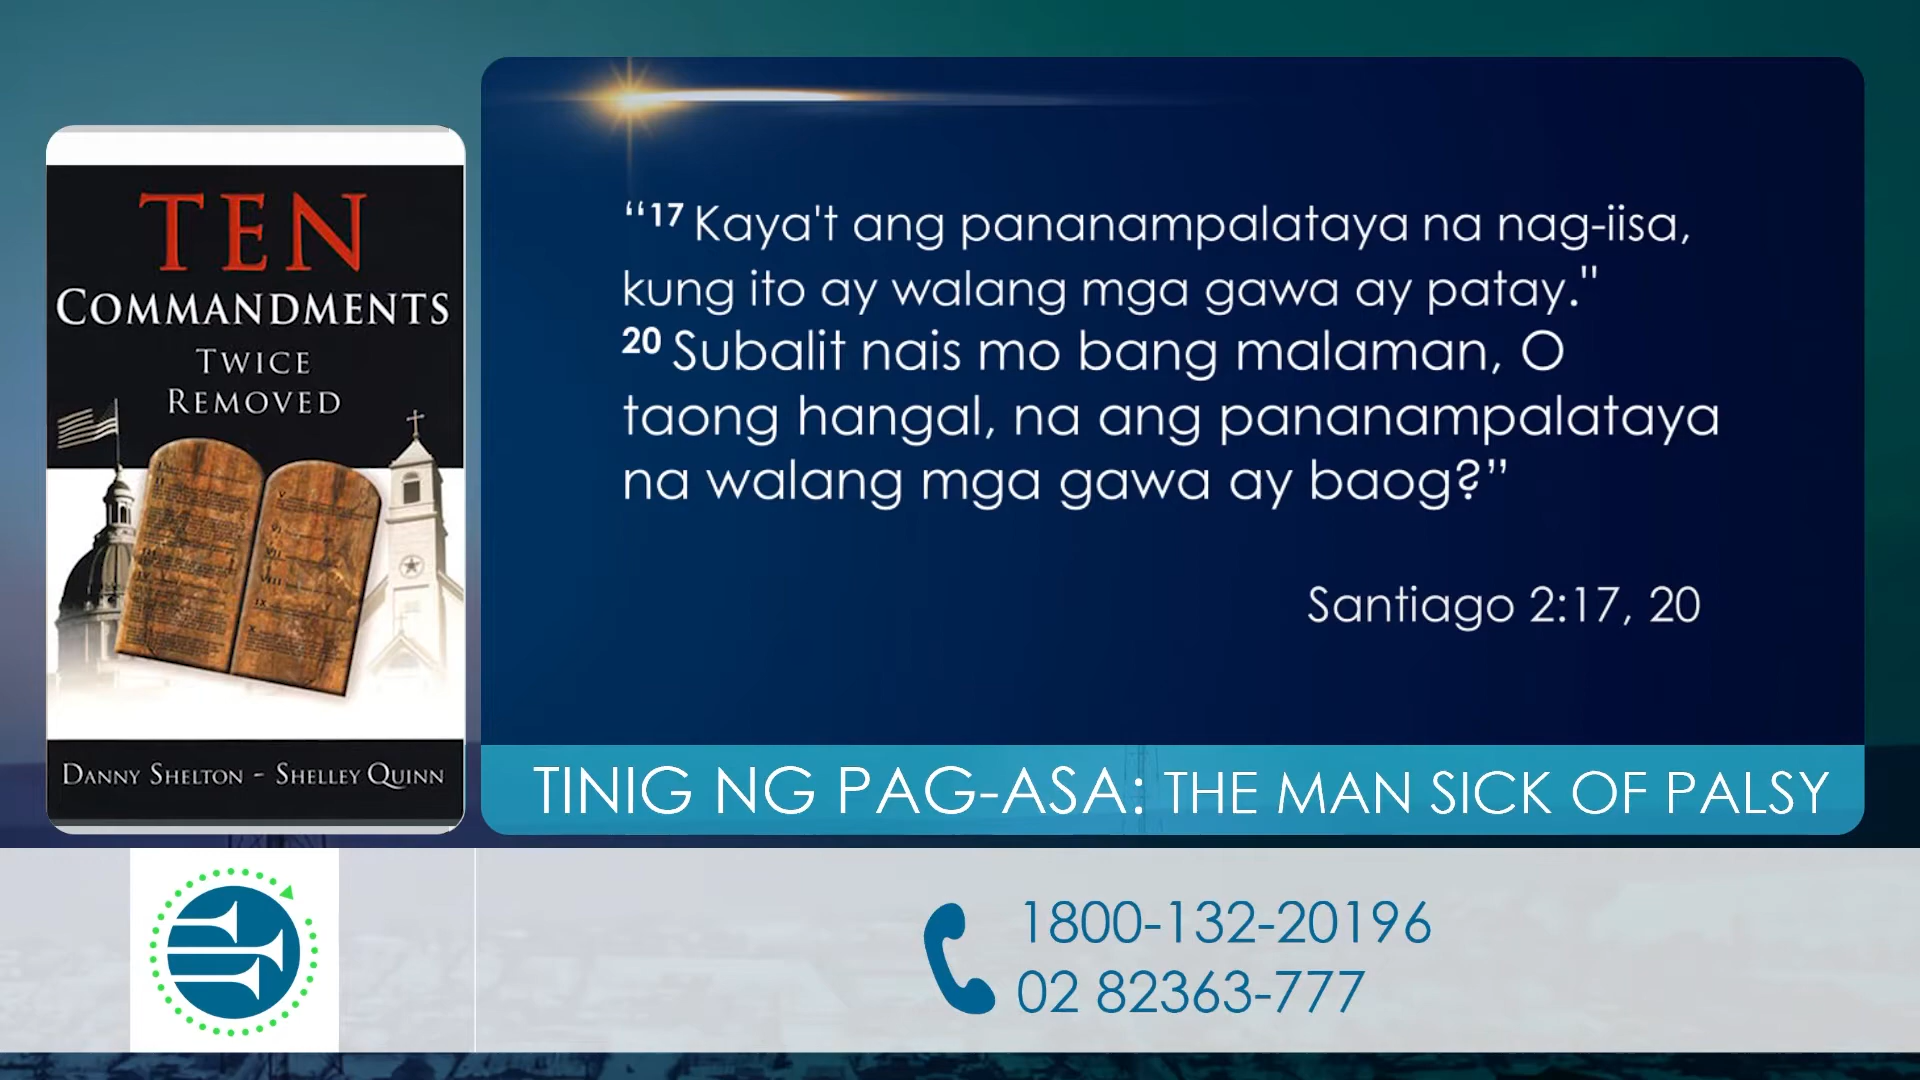 TEN
COMMANDMENTS
TWICE
REMOVED
DANNY SHELTON - SHELLEY QUINN
“17 Kaya't ang pananampalataya na nag-iisa,
kung ito ay walang mga gawa ay patay."
20 Subalit nais mo bang malaman, O
taong hangal, na ang pananampalataya
na walang mga gawa ay baog?”
Santiago 2:17, 20
TINIG NG PAG-ASA: THE MAN SICK OF PALSY
1800-132-20196
02 82363-777